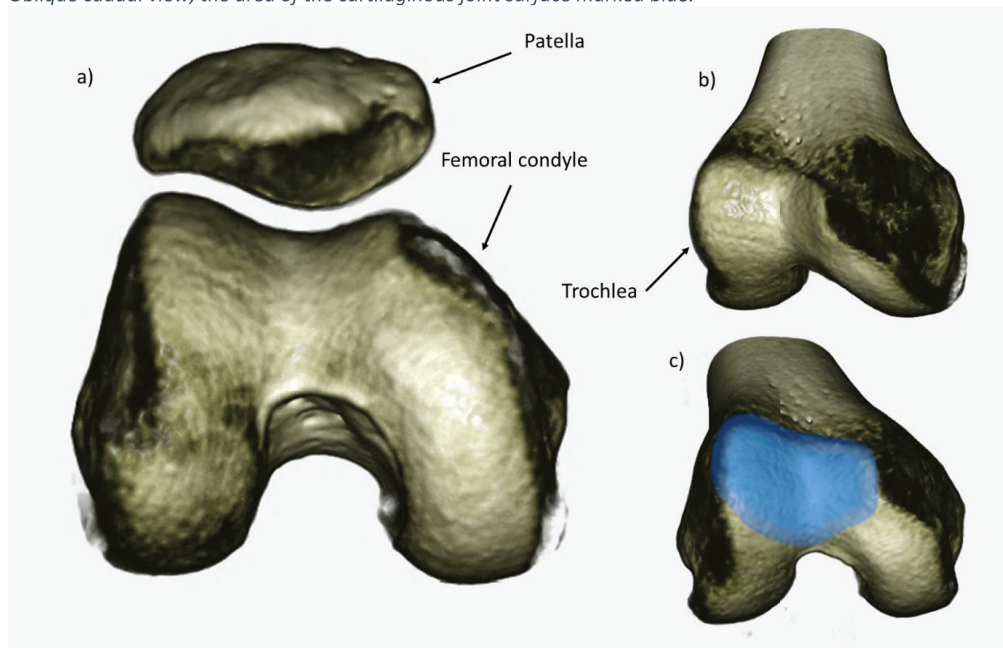 Oblique caudal view) the area of the cartilaginous joint surface marked blue.
a)
Patella
Femoral condyle
b)
Trochlea
c)